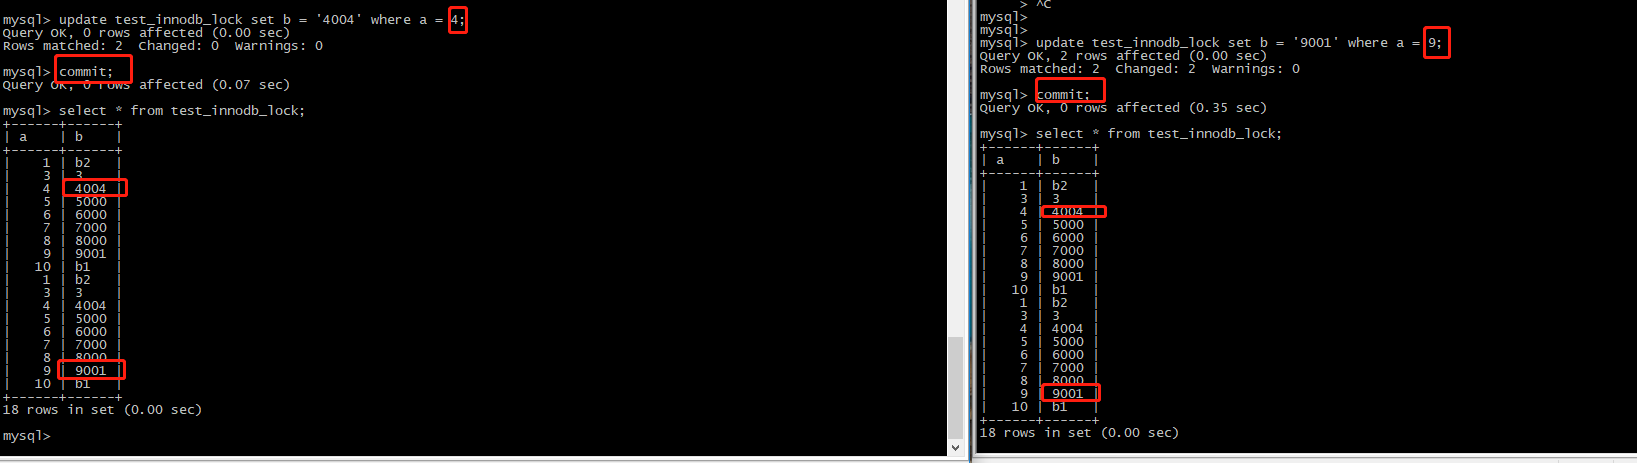 mysql> update test_innodb_lock set b = '4004' where a = 4;
Query OK, 0 rows affected (0.00 sec)
Rows matched: 2  Changed: 0  Warnings: 0
mysql> commit;
Query OK, 0 rows affected (0.07 sec)
mysql> select * from test_innodb_lock;
+------+------+
| a    | b    |
+------+------+
|    1 | b2   |
|    3 | 3    |
|    4 | 4004 |
|    5 | 5000 |
|    6 | 6000 |
|    7 | 7000 |
|    8 | 8000 |
|    9 | 9001 |
|   10 | b1   |
|    1 | b2   |
|    3 | 3    |
|    4 | 4004 |
|    5 | 5000 |
|    6 | 6000 |
|    7 | 7000 |
|    8 | 8000 |
|    9 | 9001 |
|   10 | b1   |
+------+------+
18 rows in set (0.00 sec)
mysql>
> ^C
mysql>
mysql>
mysql> update test_innodb_lock set b = '9001' where a = 9;
Query OK, 2 rows affected (0.00 sec)
Rows matched: 2  Changed: 2  Warnings: 0
mysql> commit;
Query OK, 0 rows affected (0.35 sec)
mysql> select * from test_innodb_lock;
+------+------+
| a    | b    |
+------+------+
|    1 | b2   |
|    3 | 3    |
|    4 | 4004 |
|    5 | 5000 |
|    6 | 6000 |
|    7 | 7000 |
|    8 | 8000 |
|    9 | 9001 |
|   10 | b1   |
|    1 | b2   |
|    3 | 3    |
|    4 | 4004 |
|    5 | 5000 |
|    6 | 6000 |
|    7 | 7000 |
|    8 | 8000 |
|    9 | 9001 |
|   10 | b1   |
+------+------+
18 rows in set (0.00 sec)